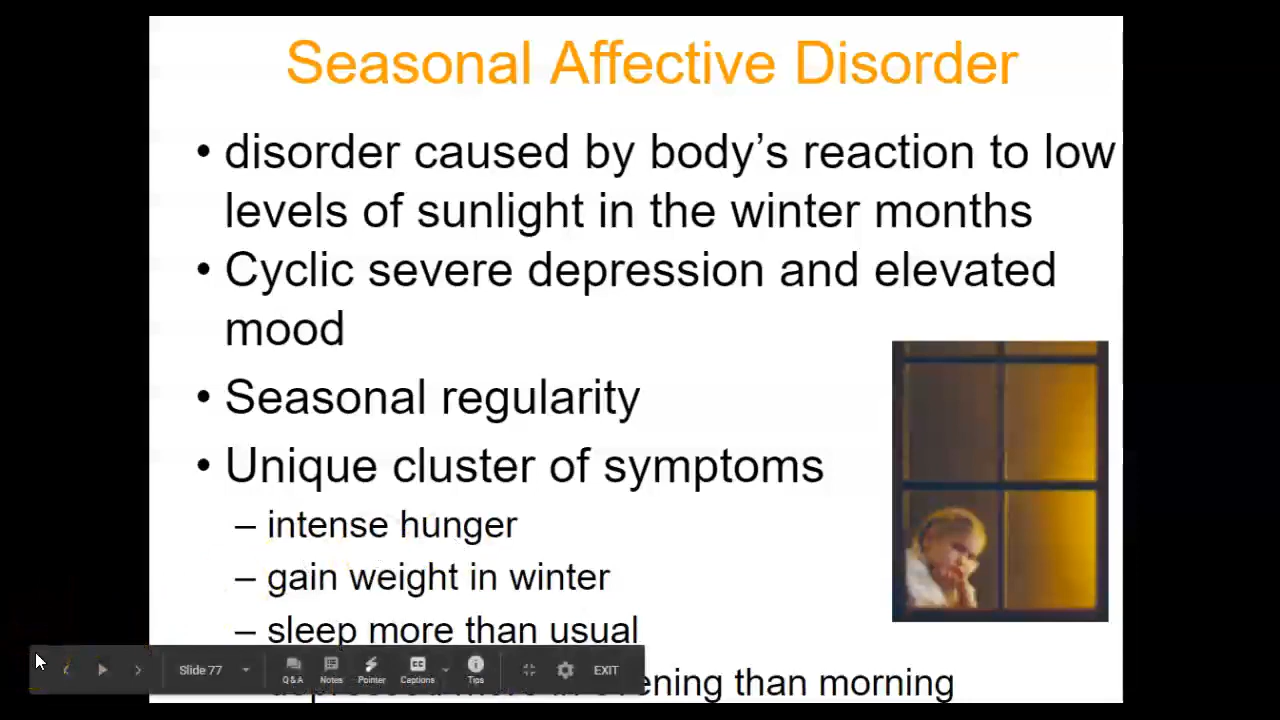 Seasonal Affective Disorder
• disorder caused by body's reaction to low
levels of sunlight in the winter months
• Cyclic severe depression and elevated
mood
• Seasonal regularity
• Unique cluster of symptoms
– intense hunger
– gain weight in winter
– sleep more than usual
evening than morning
Slide 77
Q&A
Notes
Pointer
Captions
Tips
EXIT